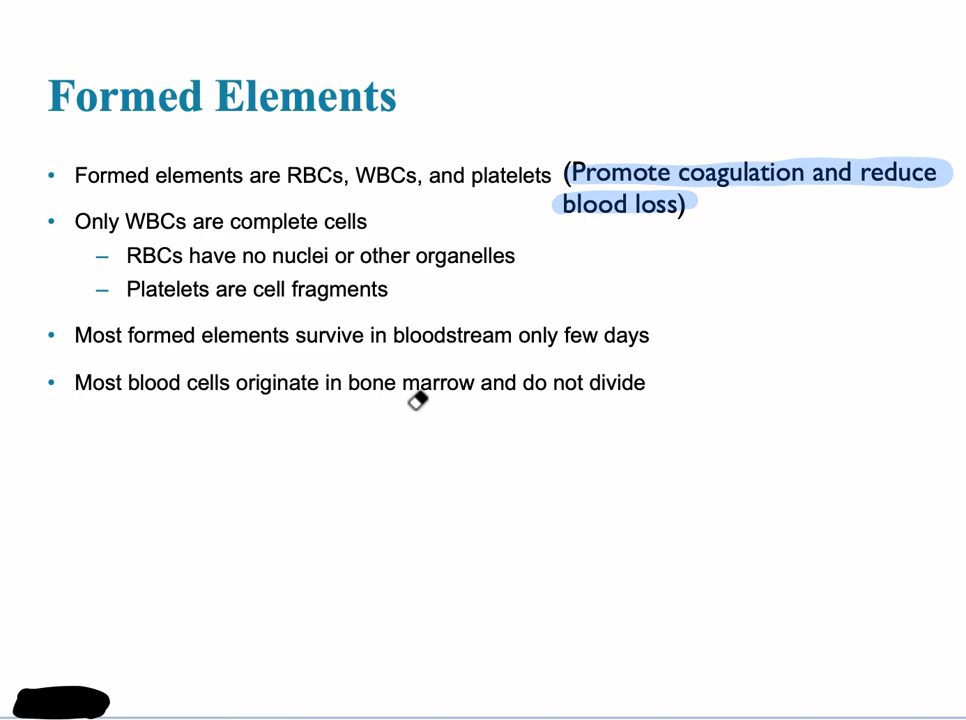 Formed Elements
• Formed elements are RBCs, WBCs, and platelets (Promote coagulation and reduce
blood loss)
• Only WBCs are complete cells
– RBCs have no nuclei or other organelles
– Platelets are cell fragments
• Most formed elements survive in bloodstream only few days
• Most blood cells originate in bone marrow and do not divide